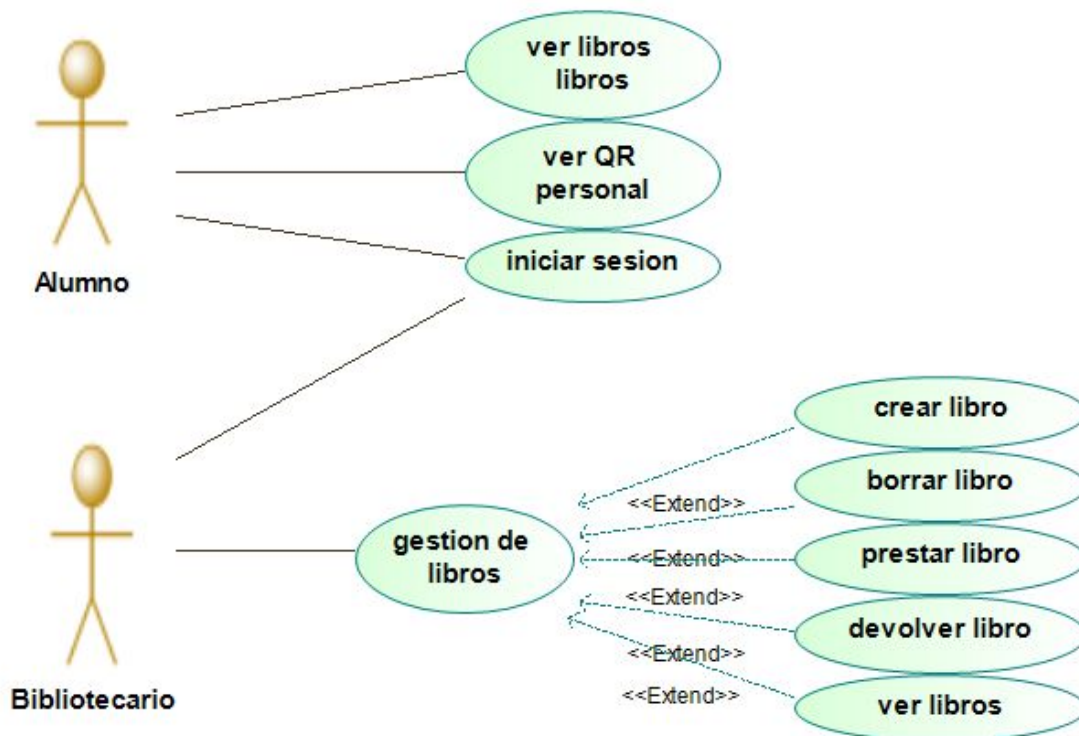 ver libros
libros
ver QR
personal
iniciar sesion
Alumno
crear libro
borrar libro
<<Extend>>
gestion de
libros
prestar libro
<<Extend>>
<<Extend>>
devolver libro
<<Extend>>
<<Extend>>
ver libros
Bibliotecario